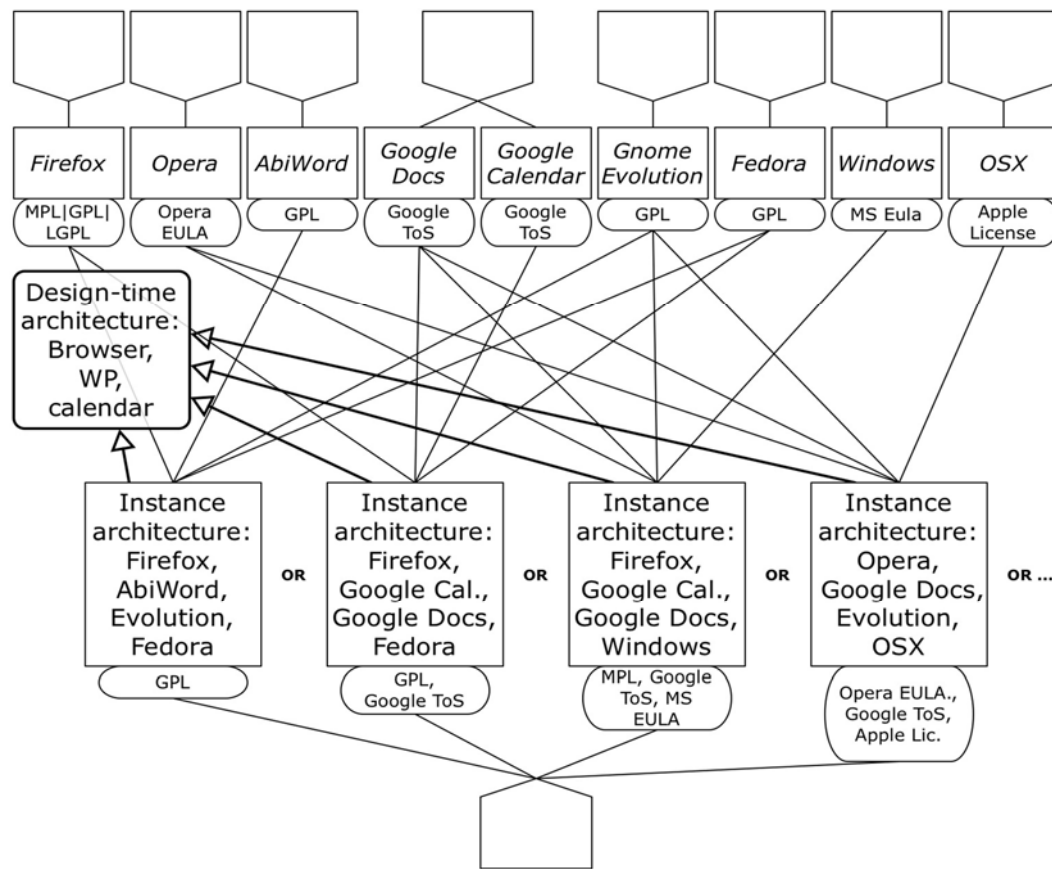 Firefox
Opera
AbiWord
Google
Docs
Google
Calendar
Gnome
Evolution
Fedora
Windows
OSX
MPL|GPL|
LGPL
Opera
EULA
GPL
Google
ToS
Google
ToS
GPL
GPL
MS Eula
Apple
License
Design-time
architecture:
Browser,
WP,
calendar
Instance
architecture:
Firefox,
AbiWord,
Evolution,
Fedora
OR
Instance
architecture:
Firefox,
Google Cal.,
Google Docs,
Fedora
OR
Instance
architecture:
Firefox,
Google Cal.,
Google Docs,
Windows
OR
Instance
architecture:
Opera,
Google Docs,
Evolution,
OSX
OR ...
GPL
GPL,
Google ToS
MPL, Google
ToS, MS
EULA
Opera EULA.,
Google ToS,
Apple Lic.